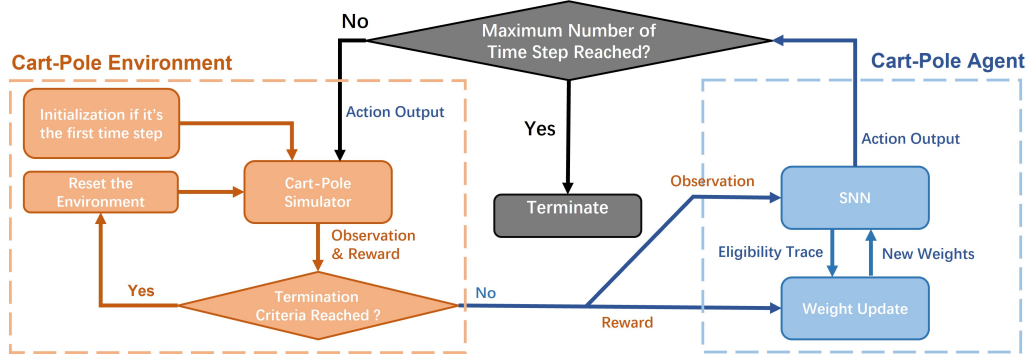 No
Maximum Number of
Time Step Reached?
Cart-Pole Environment
Cart-Pole Agent
Initialization if it's
the first time step
Action Output
Yes
Action Output
Reset the
Environment
Cart-Pole
Simulator
Observation
Terminate
SNN
Observation
& Reward
Eligibility Trace
New Weights
Yes
Termination
Criteria Reached ?
No
Reward
Weight Update